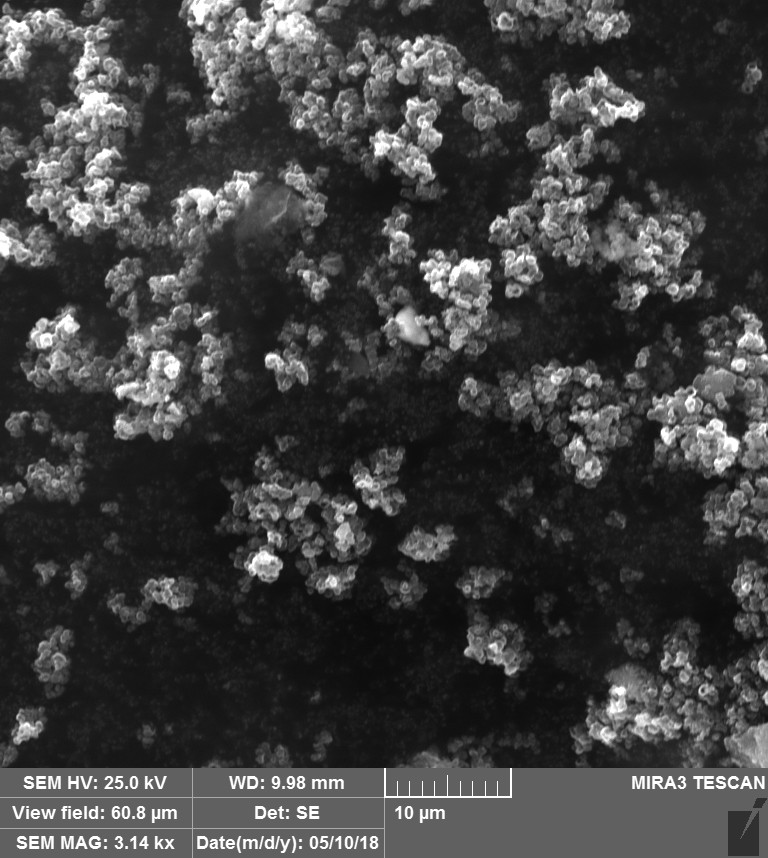 SEM HV: 25.0 kV WD: 9.98 mm MIRA3 TESCAN
View field: 60.8 µm Det: SE 10 µm
SEM MAG: 3.14 kx Date(m/d/y): 05/10/18